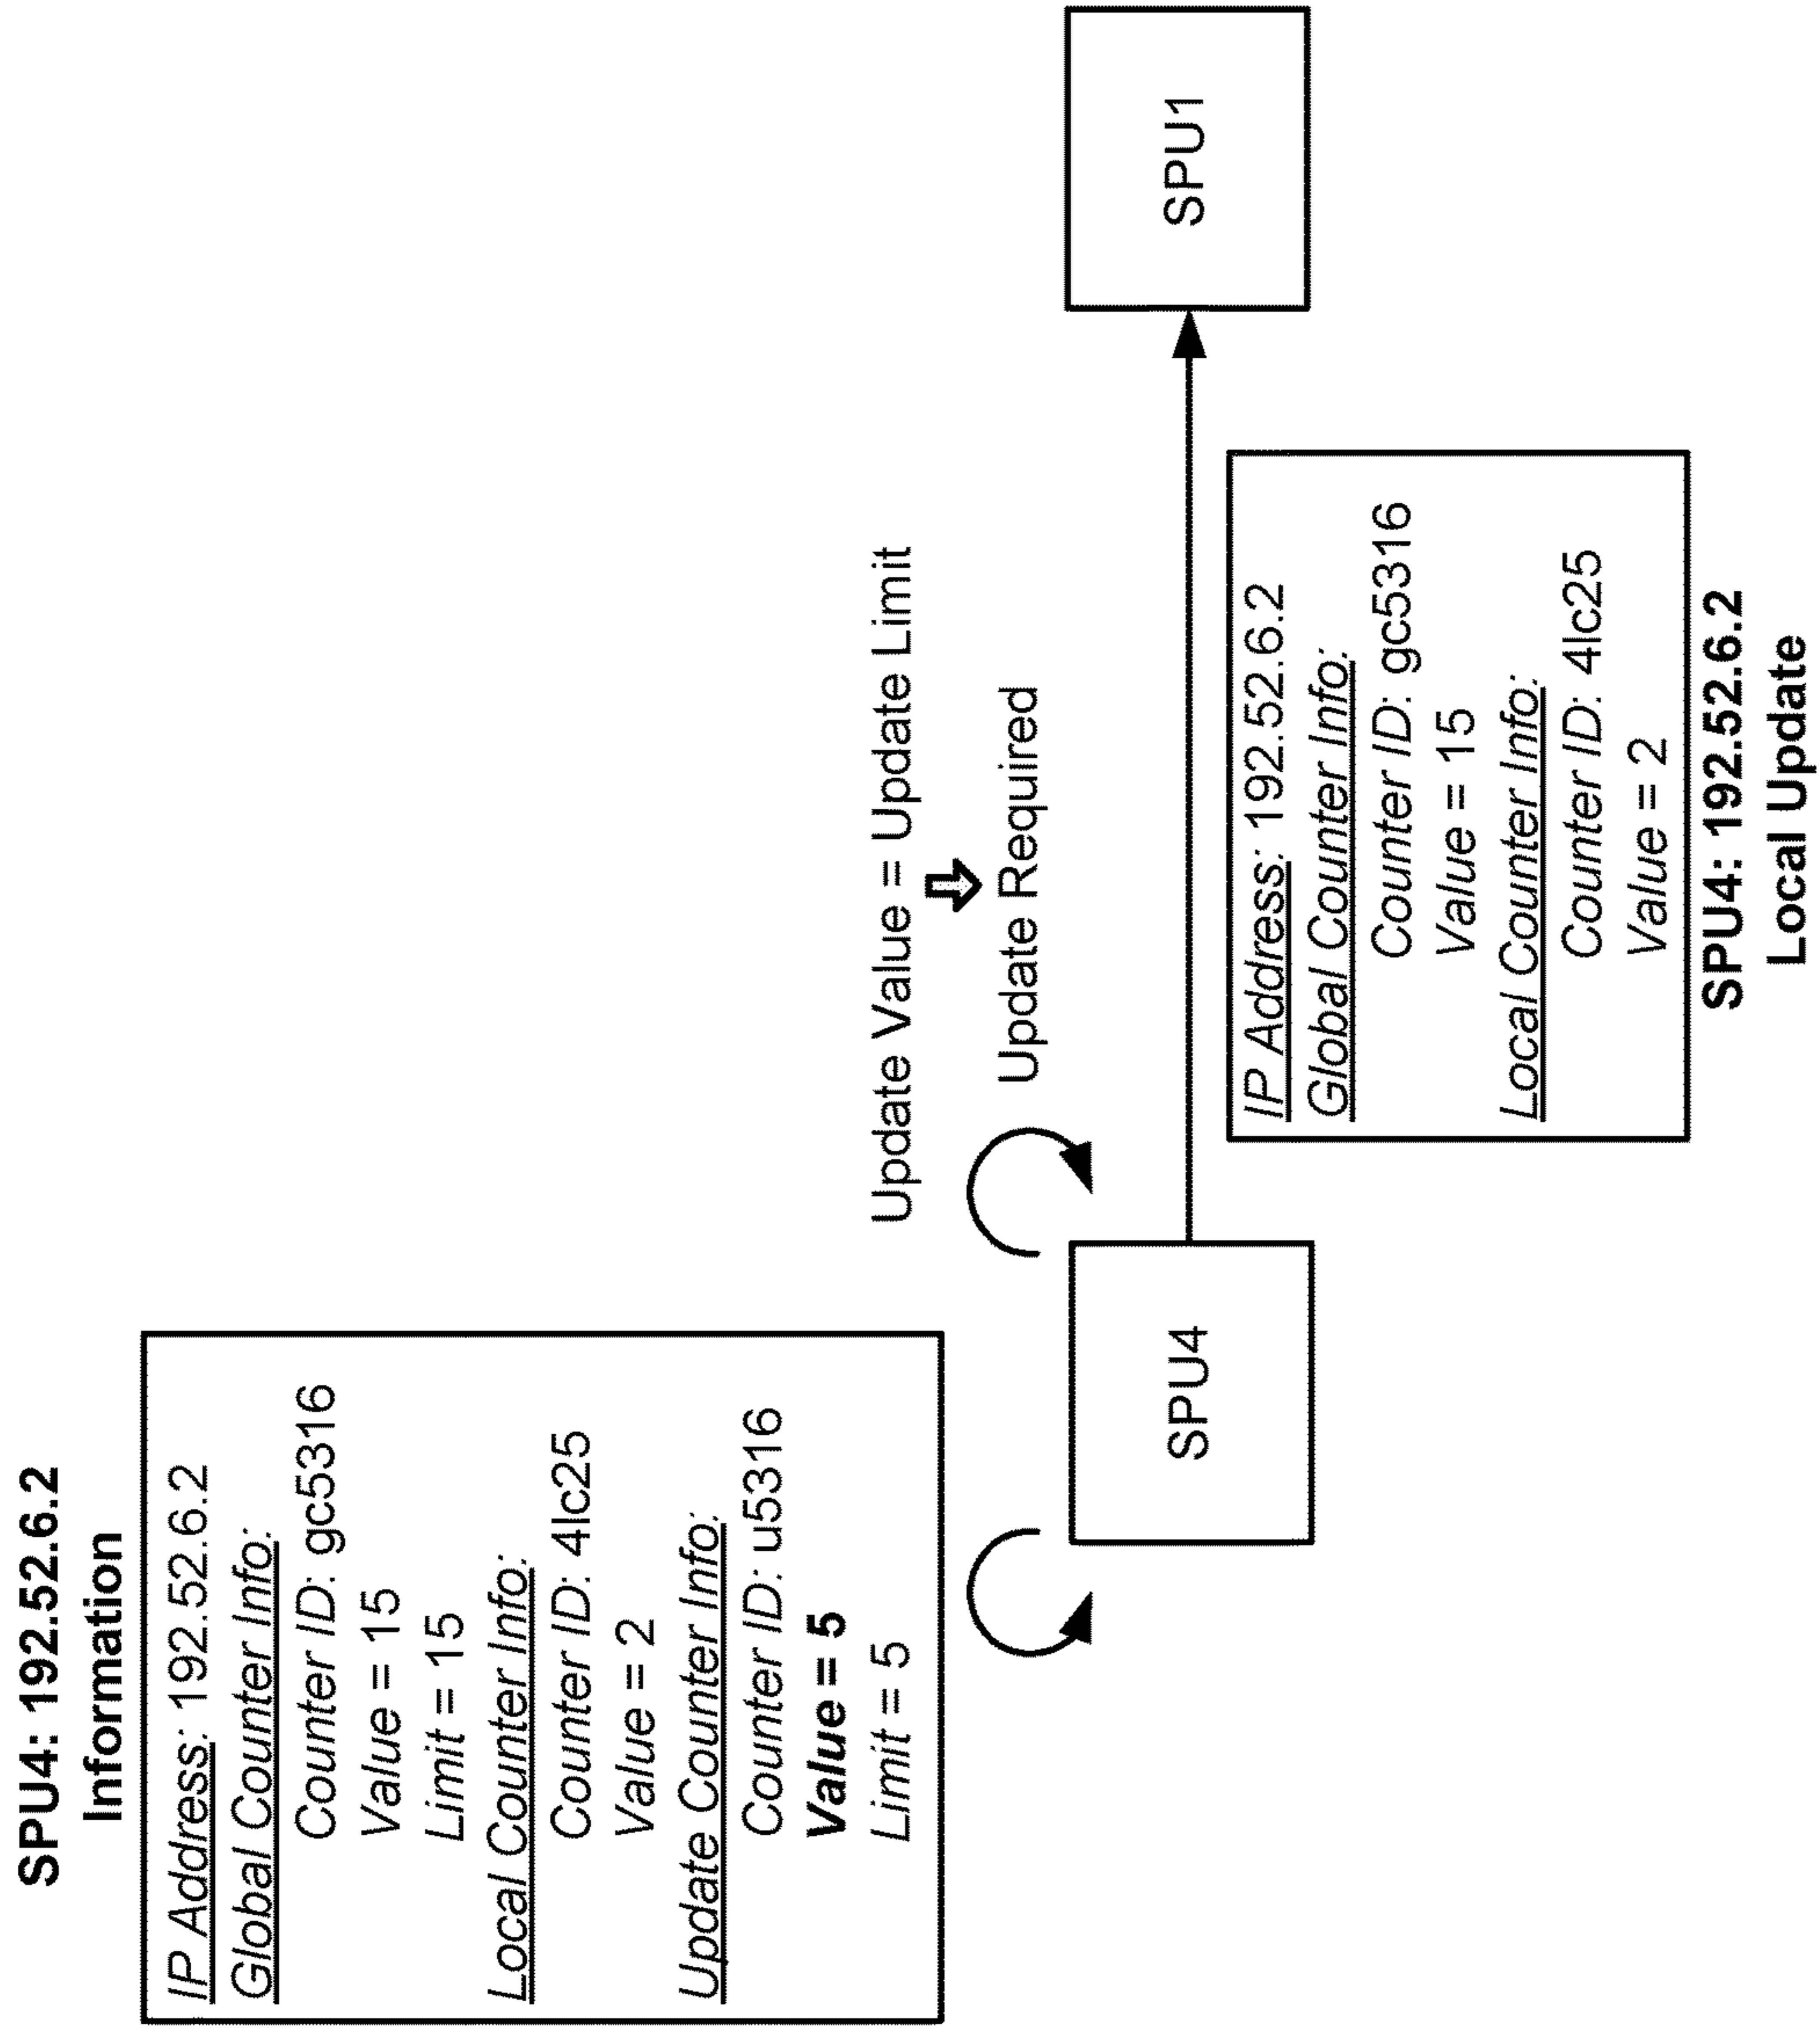 SPU4: 192.52.6.2
Information
IP Address: 192.52.6.2
Global Counter Info:
Counter ID: gc5316
Value = 15
Limit = 15
Local Counter Info:
Counter ID: 4lc25
Value = 2
Update Counter Info:
Counter ID: u5316
Value = 5
Limit = 5
Update Value = Update Limit
Update Required
SPU4
SPU1
IP Address: 192.52.6.2
Global Counter Info:
Counter ID: gc5316
Value = 15
Local Counter Info:
Counter ID: 4lc25
Value = 2
SPU4: 192.52.6.2
Local Update